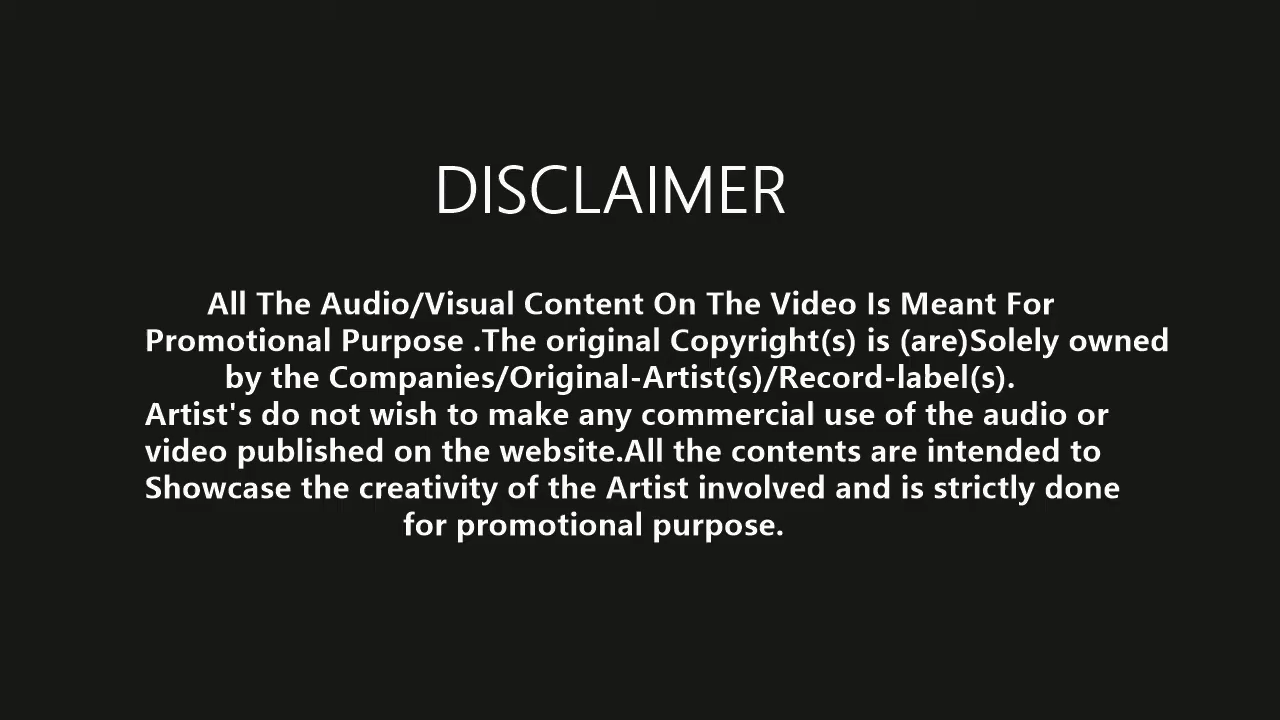 DISCLAIMER
All The Audio/Visual Content On The Video Is Meant For
Promotional Purpose .The original Copyright(s) is (are)Solely owned
by the Companies/Original-Artist(s)/Record-label(s).
Artist's do not wish to make any commercial use of the audio or
video published on the website.All the contents are intended to
Showcase the creativity of the Artist involved and is strictly done
for promotional purpose.